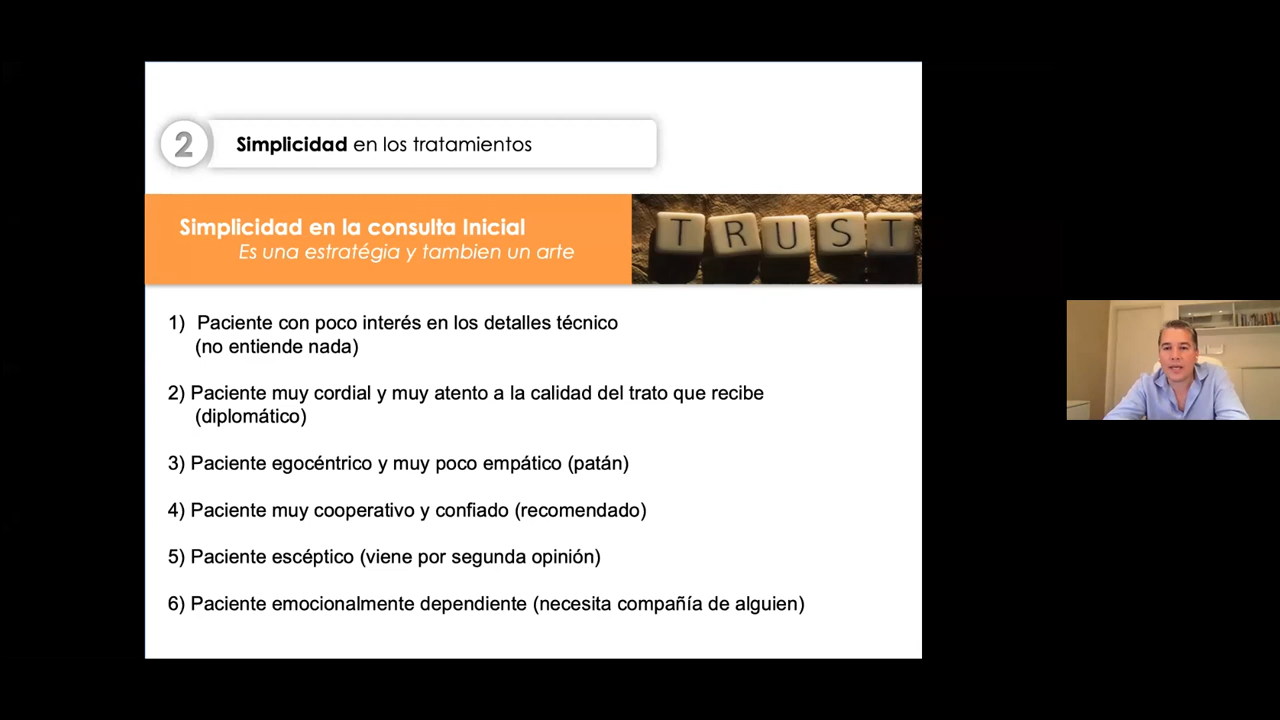 2
Simplicidad en los tratamientos
Simplicidad en la consulta Inicial
Es una estratégia y tambien un arte
TRUST
1) Paciente con poco interés en los detalles técnico
(no entiende nada)
2) Paciente muy cordial y muy atento a la calidad del trato que recibe
(diplomático)
3) Paciente egocéntrico y muy poco empático (patán)
4) Paciente muy cooperativo y confiado (recomendado)
5) Paciente escéptico (viene por segunda opinión)
6) Paciente emocionalmente dependiente (necesita compañía de alguien)